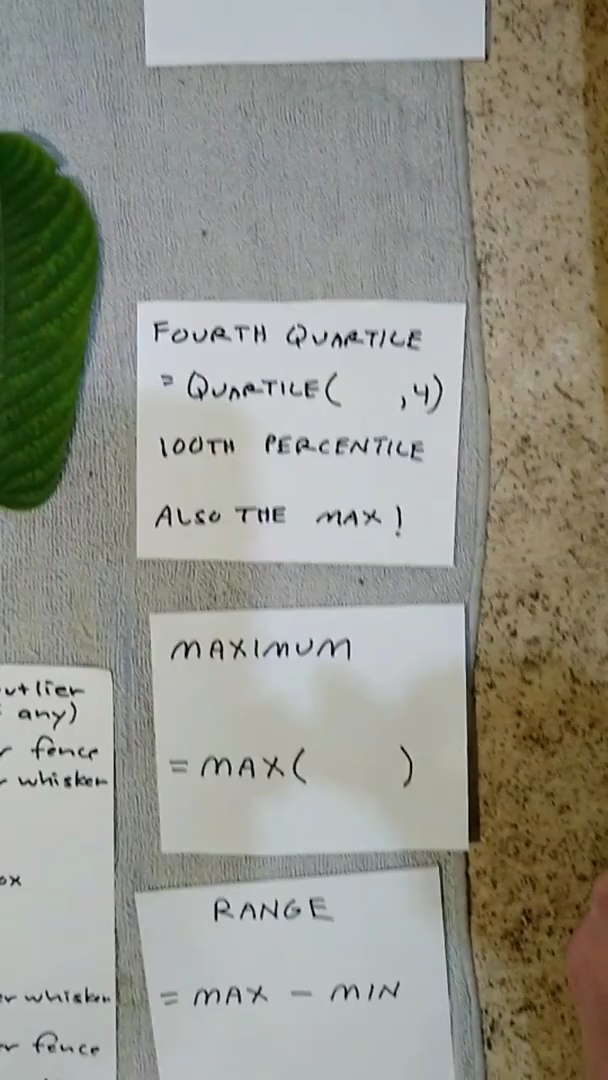 FOURTH QUARTILE
= QUARTILE( ,4)
100TH PERCENTILE
ALSO THE MAX!
MAXIMUM
= MAX( )
RANGE
= MAX - MIN
any)
fence
whisker
whisker
fence